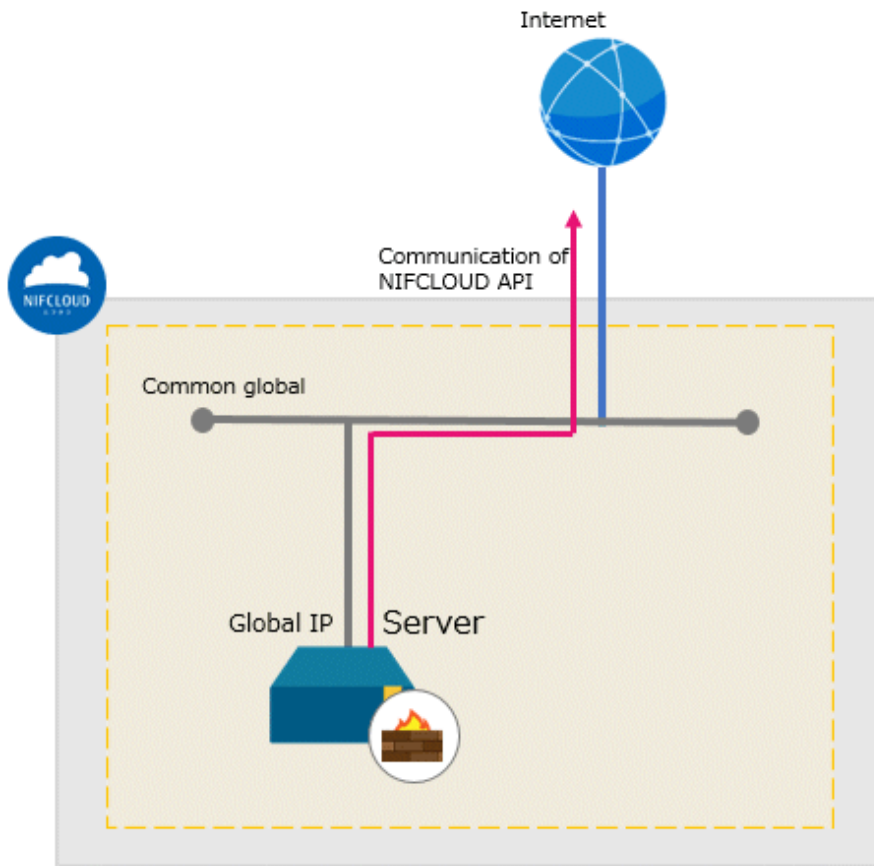 Internet
Communication of
NIFCLOUD API
NIFCLOUD
Common global
Global IP
Server